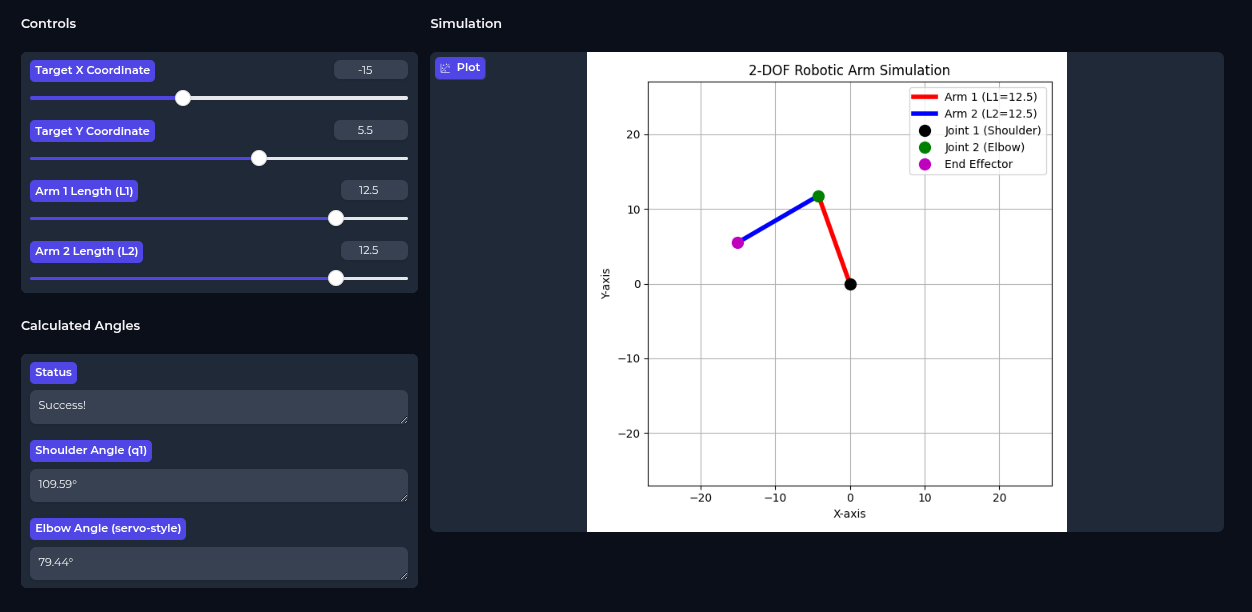 Controls
Target X Coordinate
-15
Target Y Coordinate
5.5
Arm 1 Length (L1)
12.5
Arm 2 Length (L2)
12.5
Calculated Angles
Status
Success!
Shoulder Angle (q1)
109.59°
Elbow Angle (servo-style)
79.44°
Simulation
Plot
2-DOF Robotic Arm Simulation
Arm 1 (L1=12.5)
Arm 2 (L2=12.5)
Joint 1 (Shoulder)
Joint 2 (Elbow)
End Effector
Y-axis
20
10
0
−10
−20
−20 −10 0 10 20
X-axis